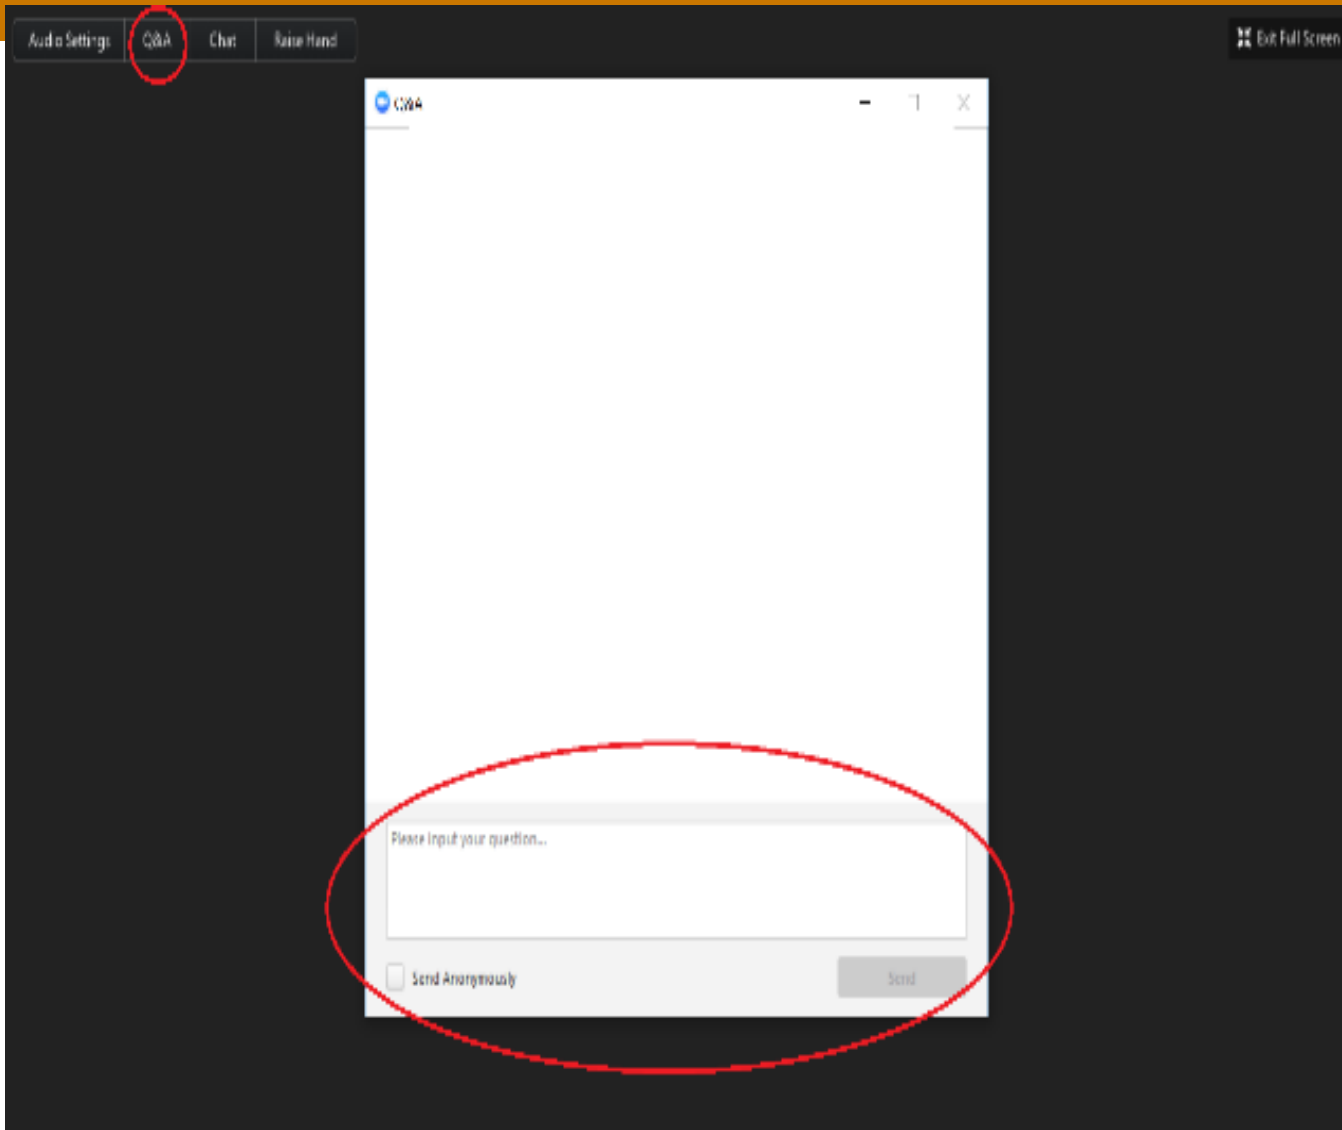 Audio Settings
Q&A
Chat
Raise Hand
Exit Full Screen
Q&A
Please input your question...
Send Anonymously
Send